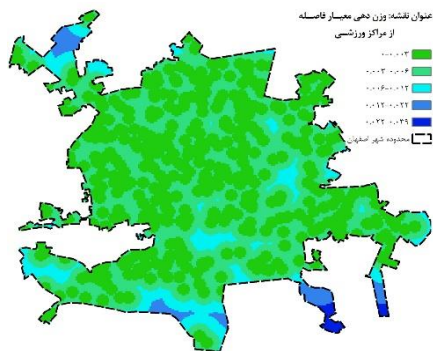 عنوان نقشه: وزن دهی معیار فاصله
از مراکز ورزشی
۰-۰.۰۰۳
۰.۰۰۳-۰.۰۰۶
۰.۰۰۶-۰.۰۱۲
۰.۰۱۲-۰.۰۲۲
۰.۰۲۲-۰.۰۳۹
محدوده شهر اصفهان